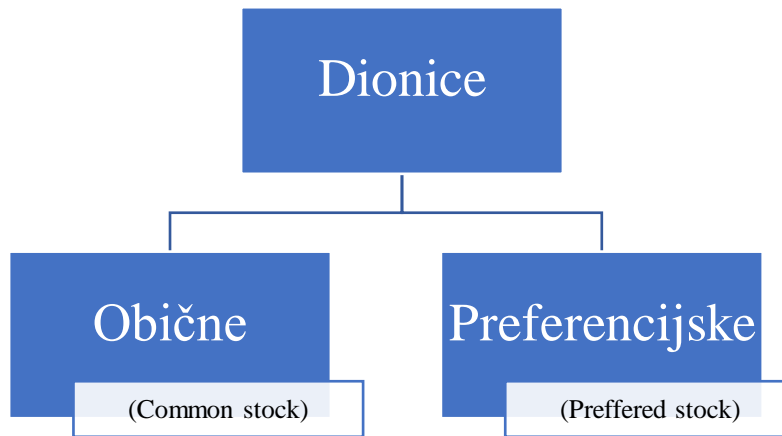 Dionice
Obične
Preferencijske
(Common stock)
(Preffered stock)